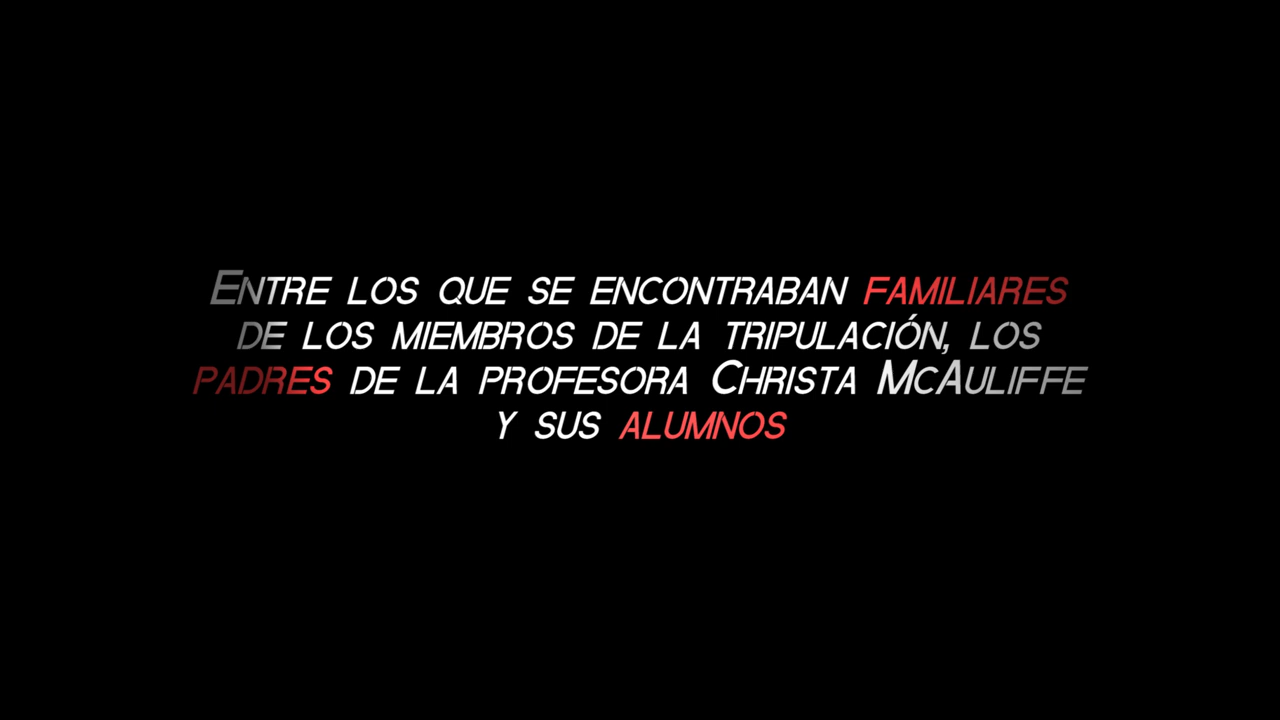 Entre los que se encontraban familiares
de los miembros de la tripulación, los
padres de la profesora Christa McAuliffe
y sus alumnos